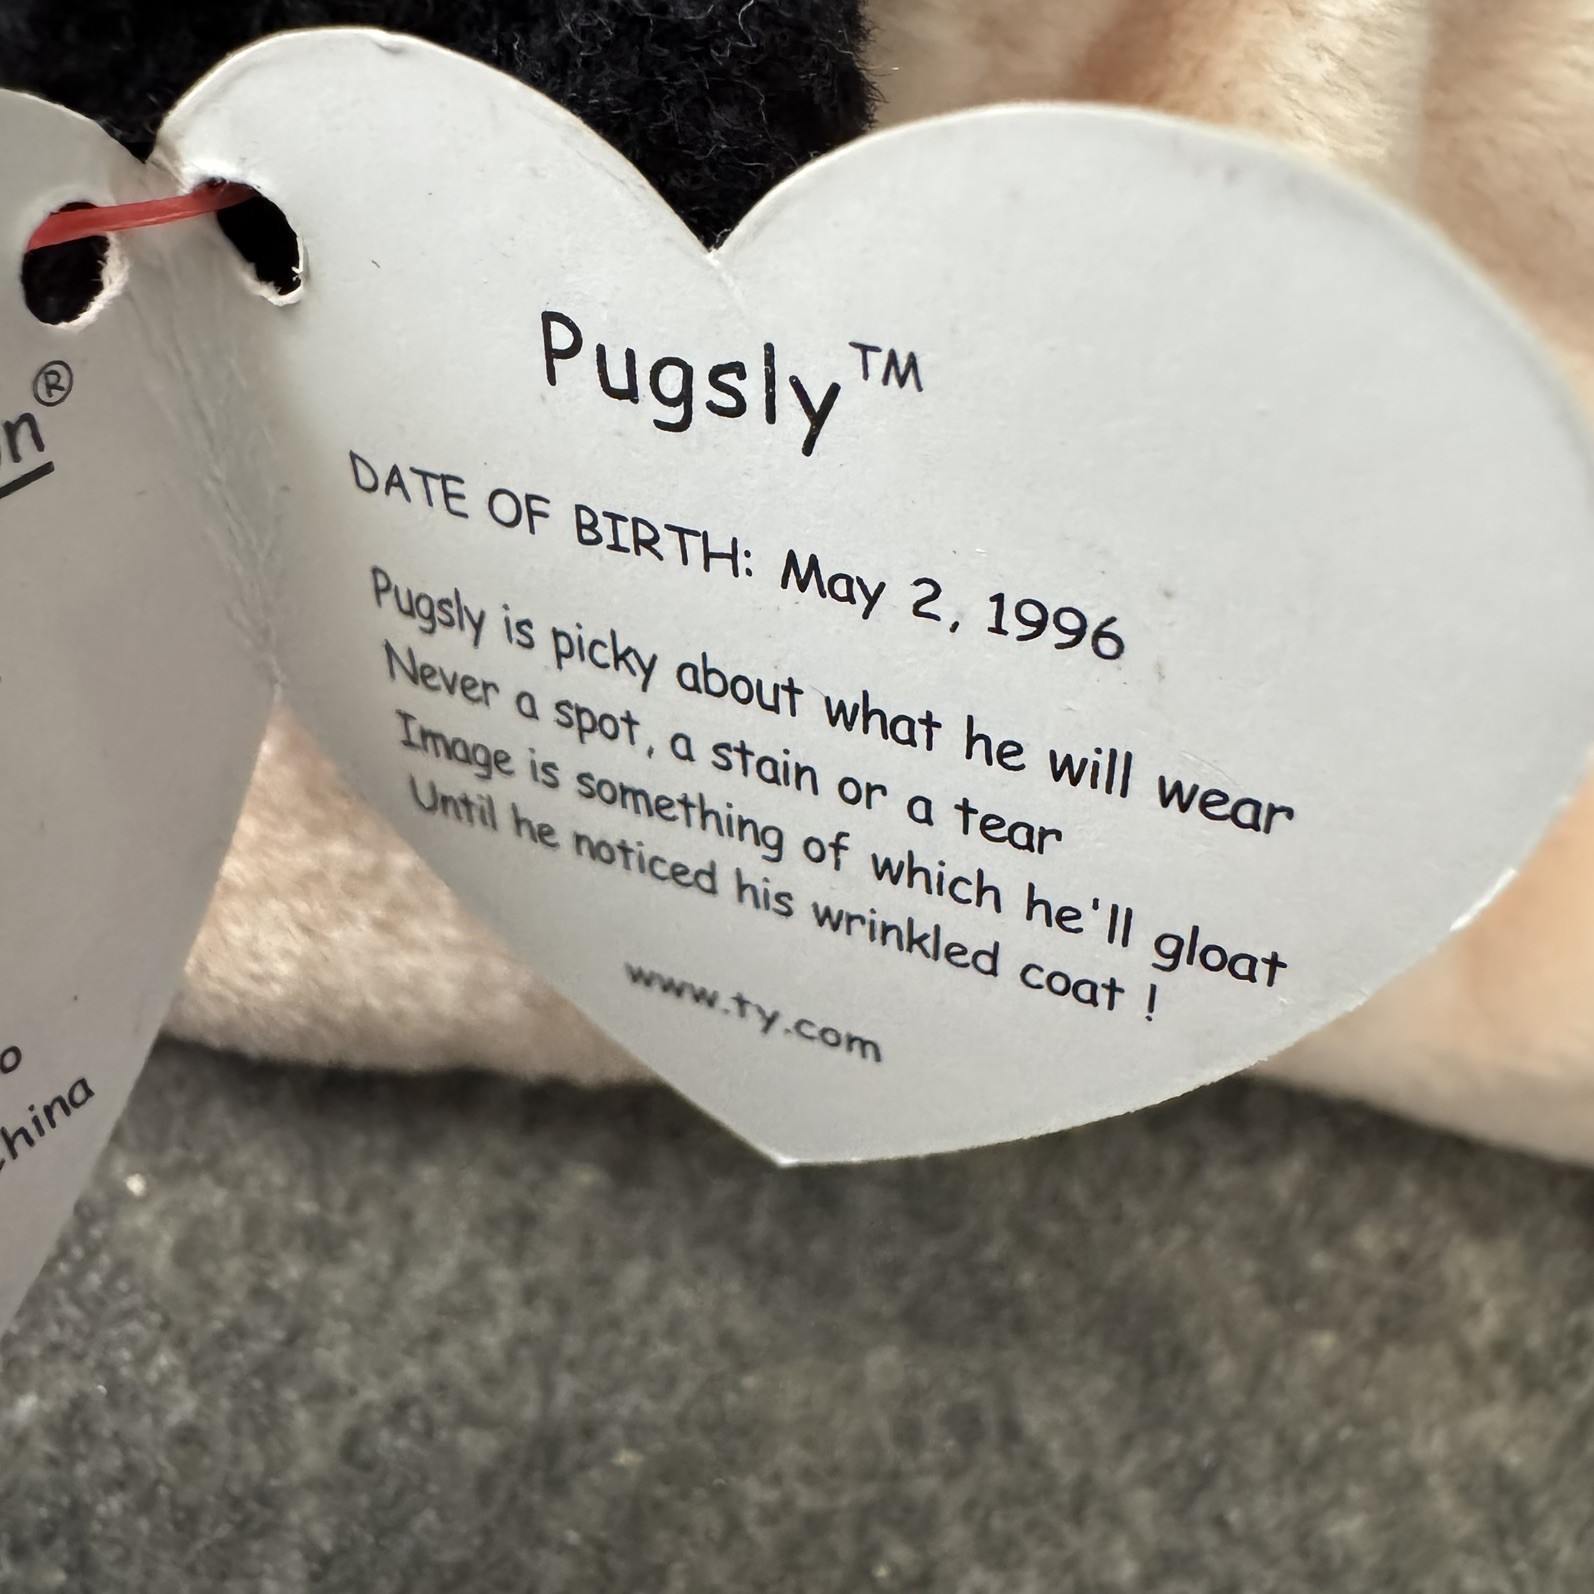 Pugsly™
DATE OF BIRTH: May 2, 1996
Pugsly is picky about what he will wear
Never a spot, a stain or a tear
Image is something of which he'll gloat
Until he noticed his wrinkled coat !
www.ty.com